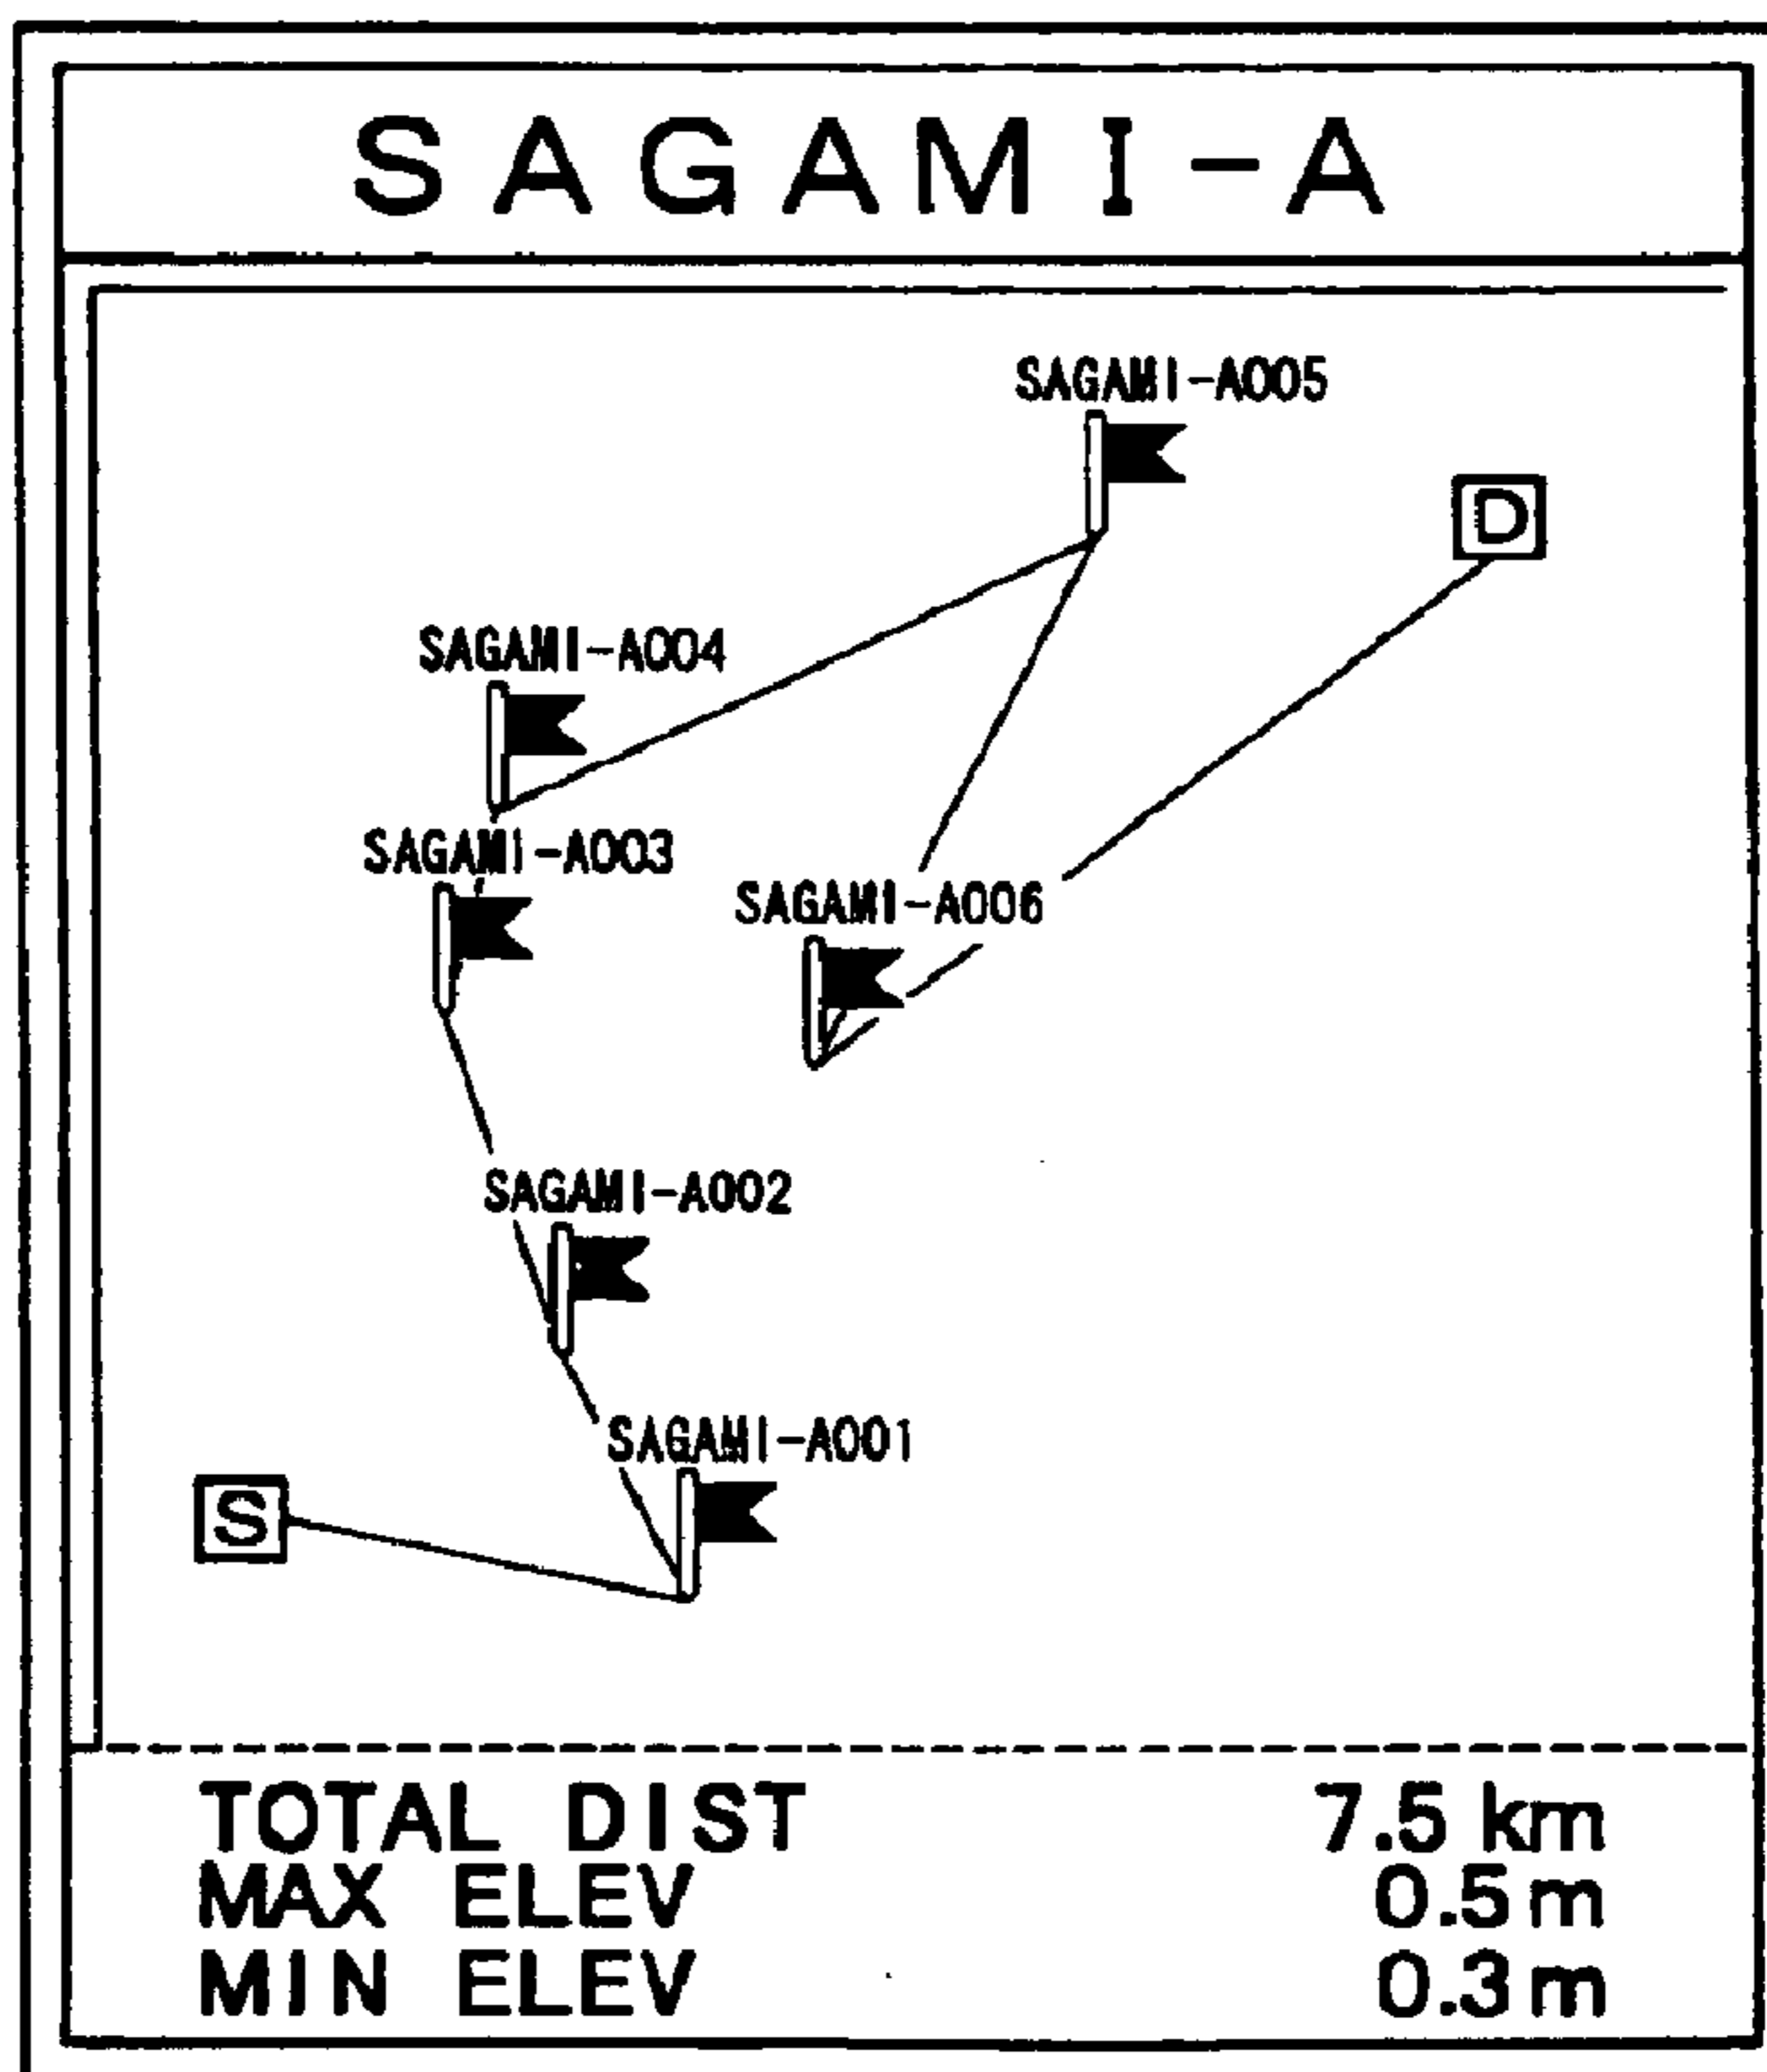 SAGAMI-A
SAGAMI-A005
D
SAGAMI-A004
SAGAMI-A003
SAGAMI-A006
SAGAMI-A002
SAGAMI-A001
S
TOTAL DIST 7.5 km
MAX ELEV 0.5 m
MIN ELEV 0.3 m